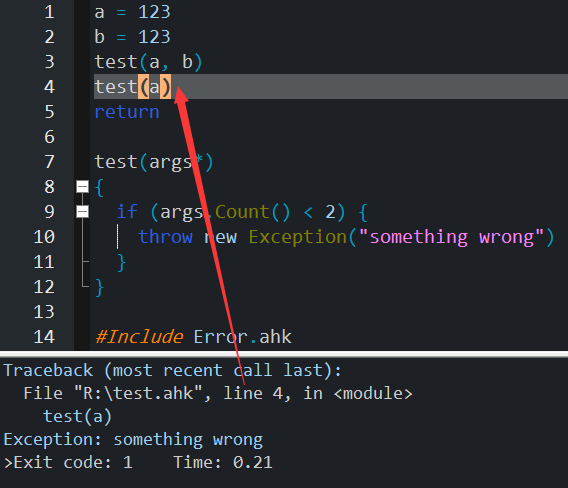 1 a = 123
2 b = 123
3 test(a, b)
4 test(a)
5 return
6
7 test(args*)
8 {
9 if (args.Count() < 2) {
10 throw new Exception("something wrong")
11 }
12 }
13
14 #Include Error.ahk
Traceback (most recent call last):
File "R:\test.ahk", line 4, in <module>
test(a)
Exception: something wrong
>Exit code: 1 Time: 0.21